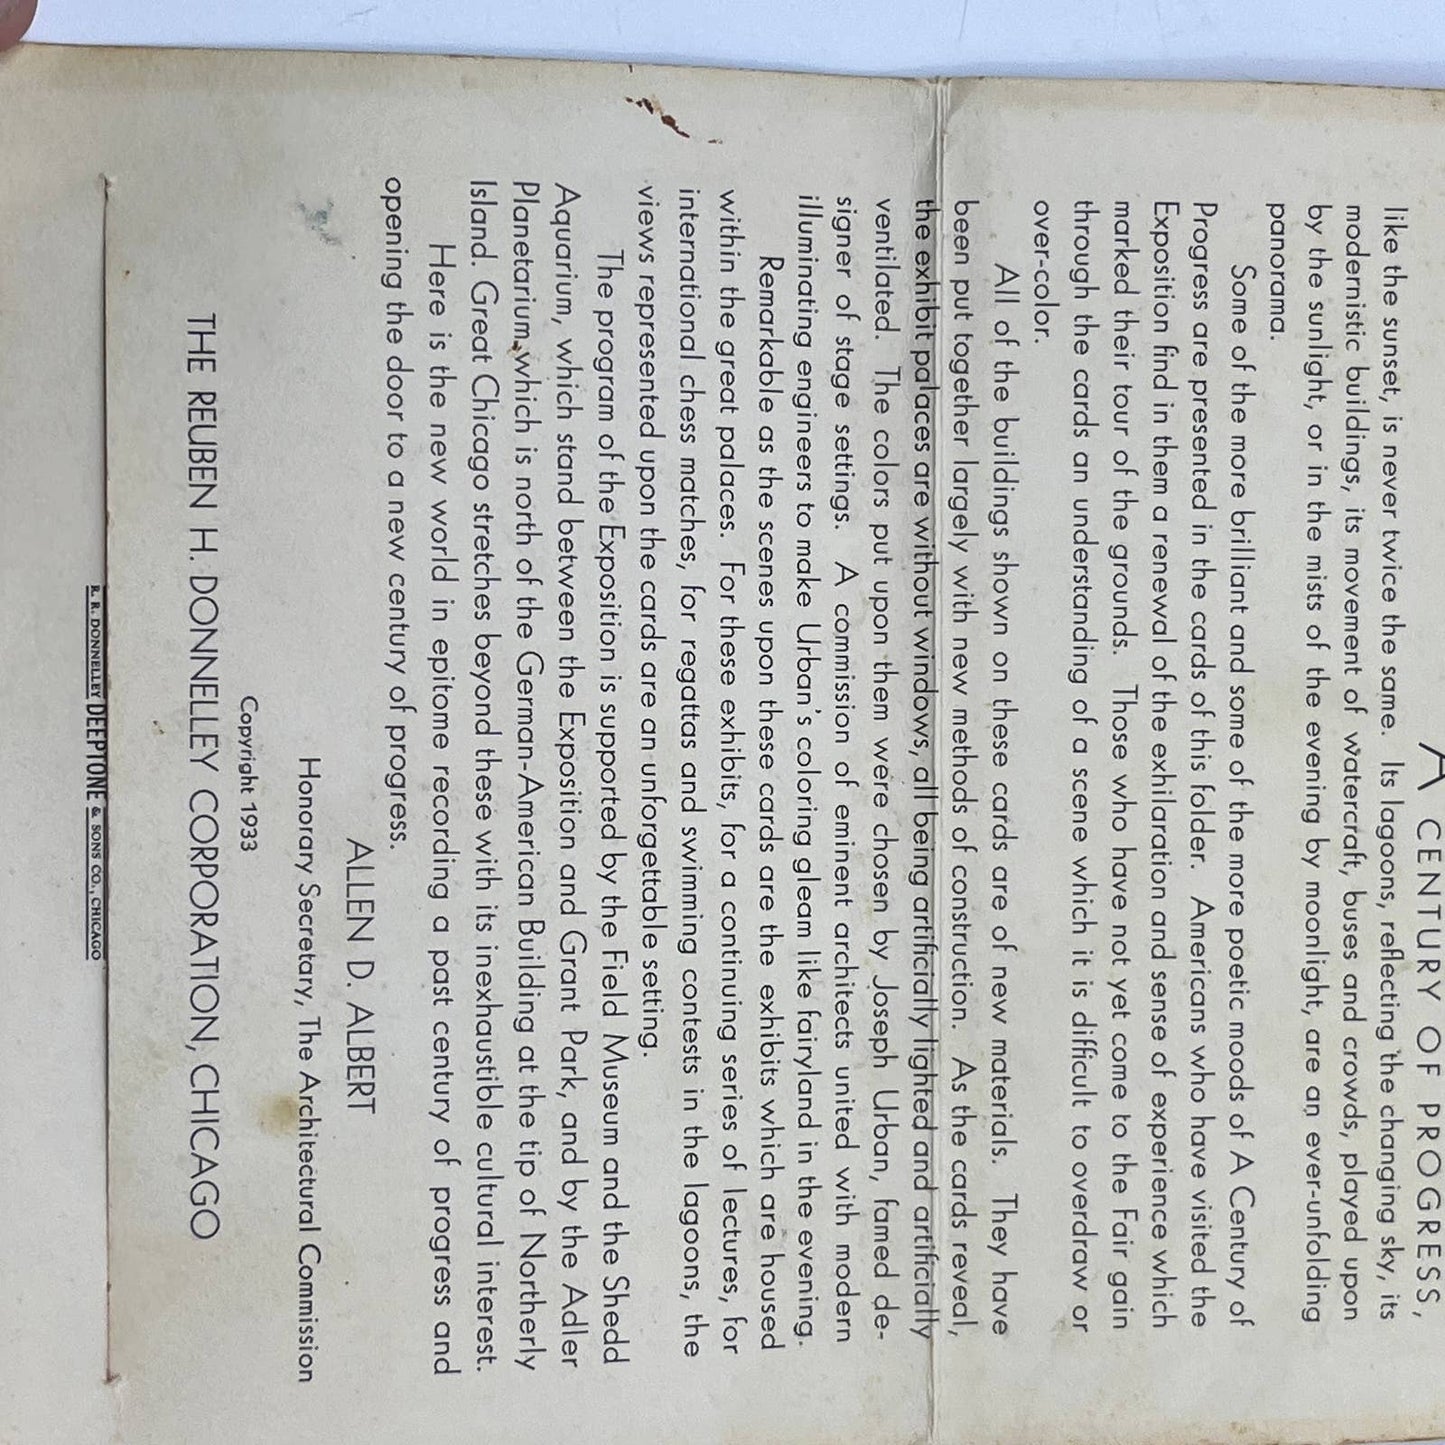 A CENTURY OF PROGRESS,
like the sunset, is never twice the same. Its lagoons, reflecting the changing sky, its
modernistic buildings, its movement of watercraft, buses and crowds, played upon
by the sunlight, or in the mists of the evening by moonlight, are an ever-unfolding
panorama.
Some of the more brilliant and some of the more poetic moods of A Century of
Progress are presented in the cards of this folder. Americans who have visited the
Exposition find in them a renewal of the exhilaration and sense of experience which
marked their tour of the grounds. Those who have not yet come to the Fair gain
through the cards an understanding of a scene which it is difficult to overdraw or
over-color.
All of the buildings shown on these cards are of new materials. They have
been put together largely with new methods of construction. As the cards reveal,
the exhibit palaces are without windows, all being artificially lighted and artificially
ventilated. The colors put upon them were chosen by Joseph Urban, famed de-
signer of stage settings. A commission of eminent architects united with modern
illuminating engineers to make Urban's coloring gleam like fairyland in the evening.
Remarkable as the scenes upon these cards are the exhibits which are housed
within the great palaces. For these exhibits, for a continuing series of lectures, for
international chess matches, for regattas and swimming contests in the lagoons, the
views represented upon the cards are an unforgettable setting.
The program of the Exposition is supported by the Field Museum and the Shedd
Aquarium, which stand between the Exposition and Grant Park, and by the Adler
Planetarium, which is north of the German-American Building at the tip of Northerly
Island. Great Chicago stretches beyond these with its inexhaustible cultural interest.
Here is the new world in epitome recording a past century of progress and
opening the door to a new century of progress.
ALLEN D. ALBERT
Honorary Secretary, The Architectural Commission
Copyright 1933
THE REUBEN H. DONNELLEY CORPORATION, CHICAGO
R. R. DONNELLEY DEEPTONE & SONS CO., CHICAGO